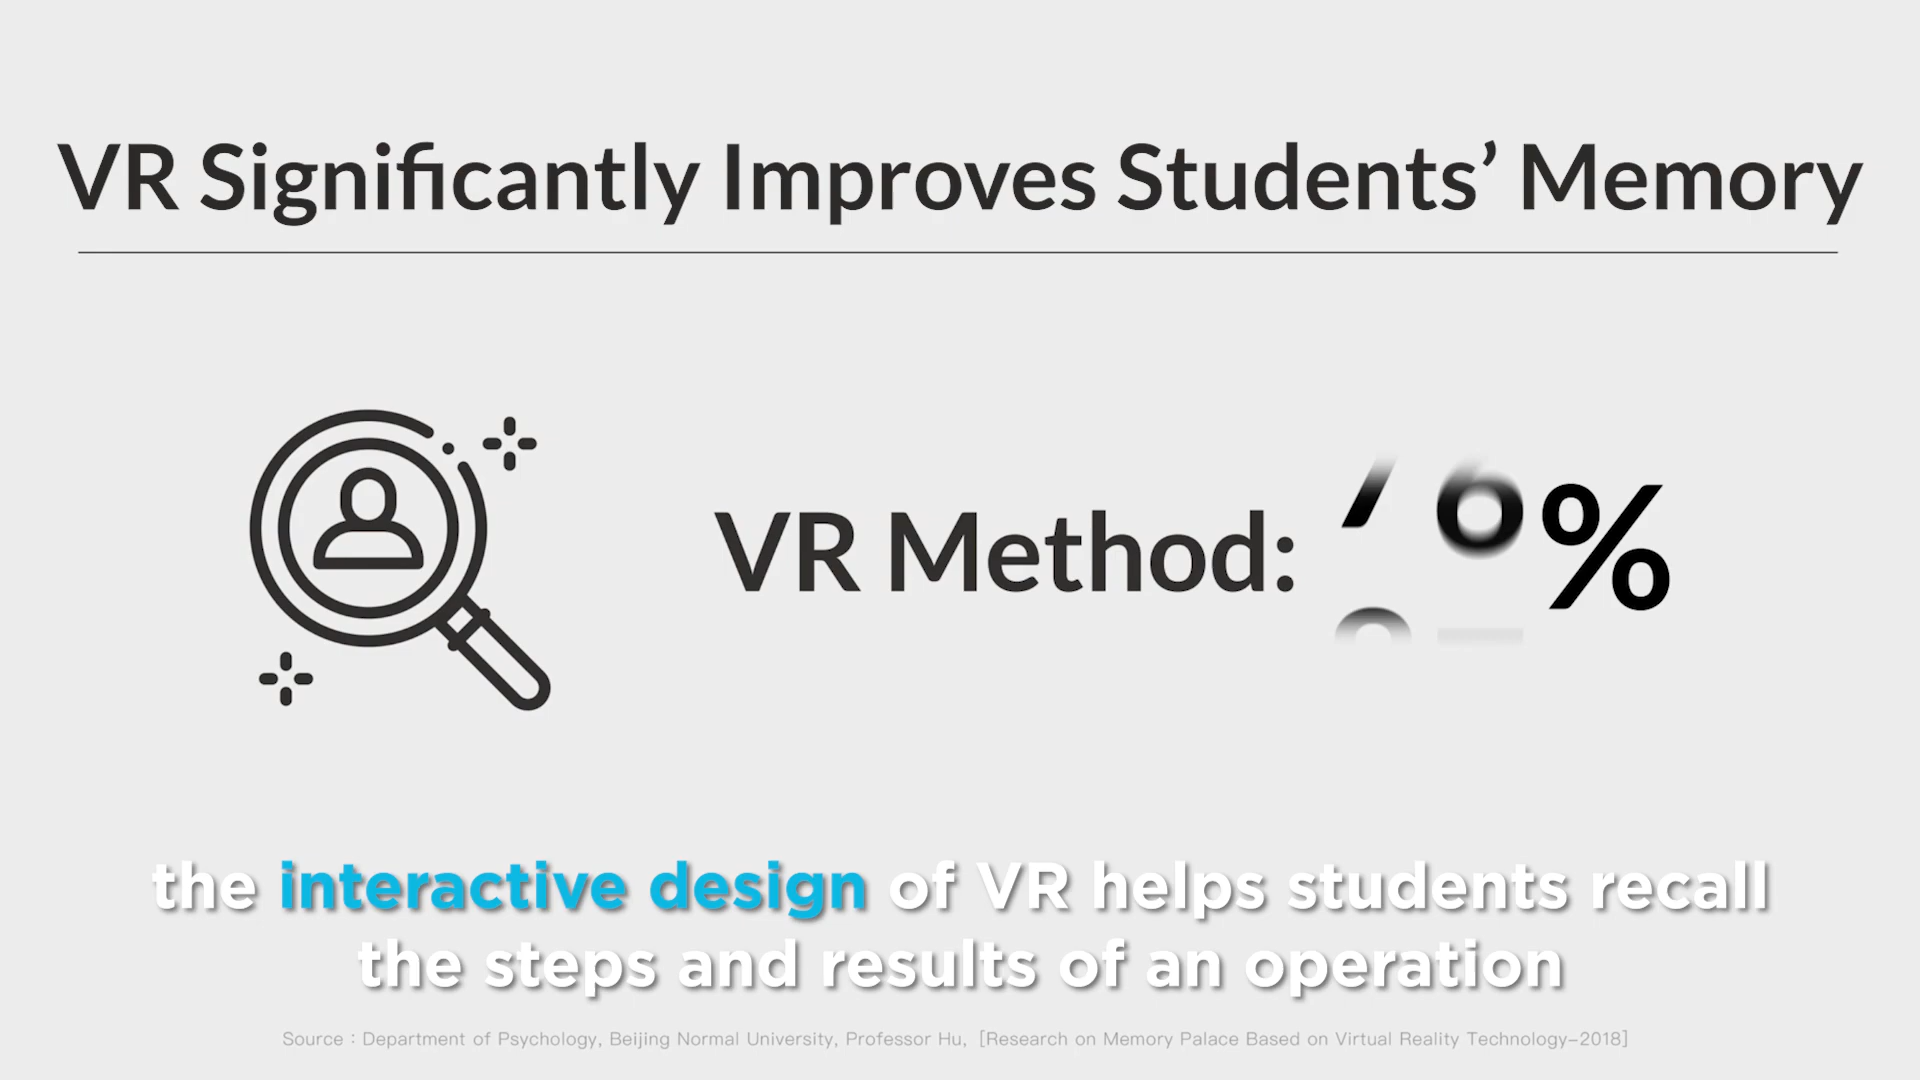 VR Significantly Improves Students’ Memory
VR Method: %
the interactive design of VR helps students recall
the steps and results of an operation
Source : Department of Psychology, Beijing Normal University, Professor Hu, [Research on Memory Palace Based on Virtual Reality Technology-2018]